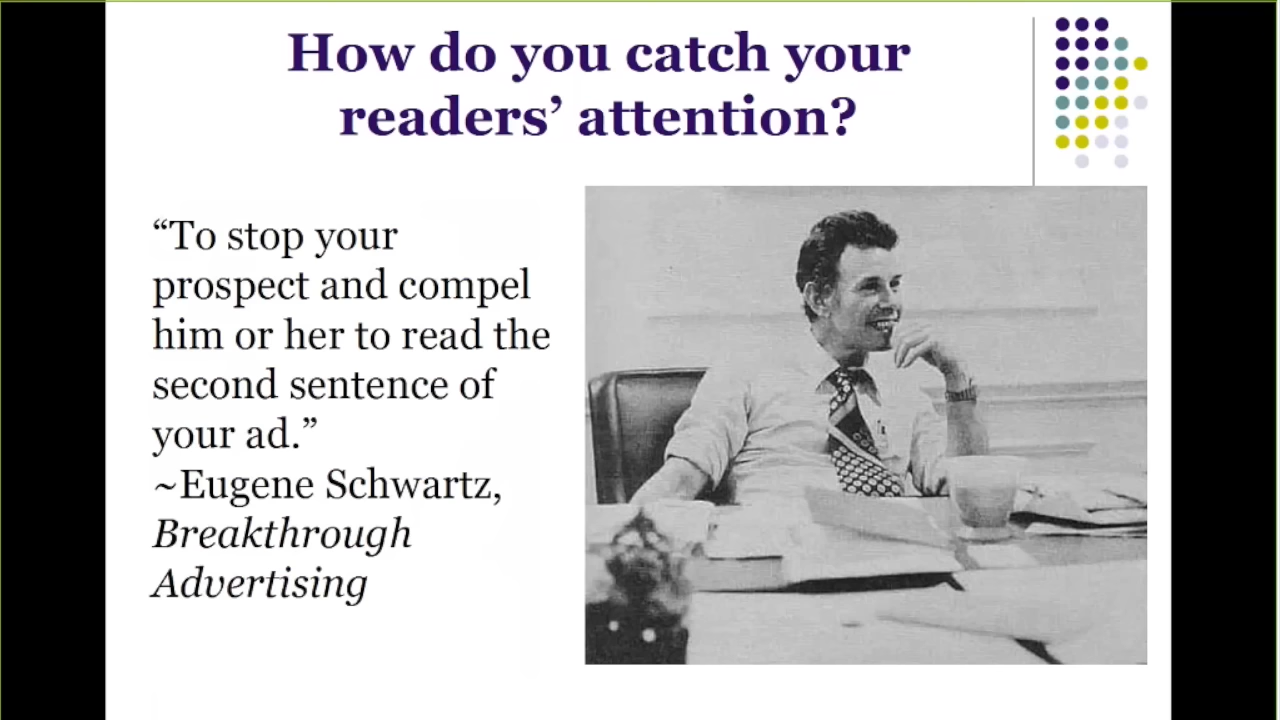 How do you catch your
readers’ attention?
“To stop your
prospect and compel
him or her to read the
second sentence of
your ad.”
~Eugene Schwartz,
Breakthrough
Advertising